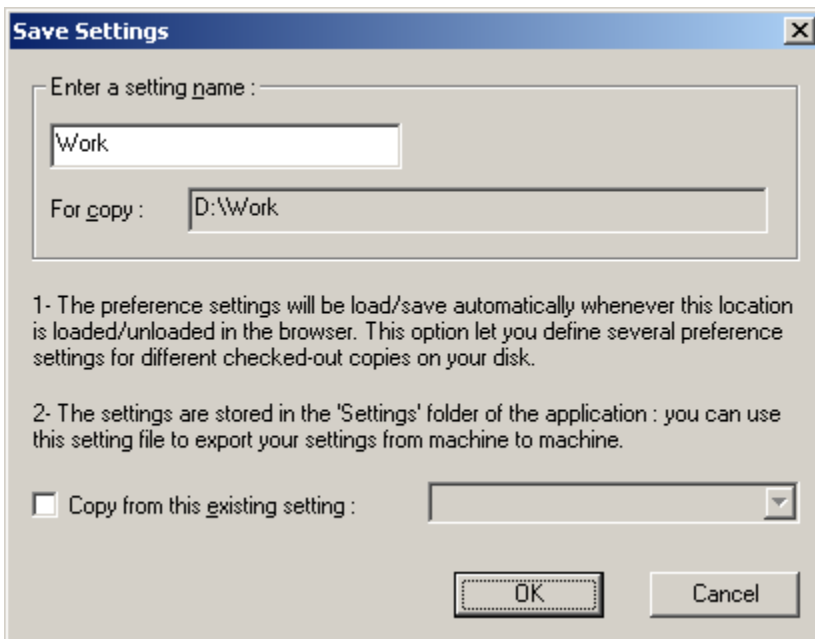 Save Settings
Enter a setting name :
Work
For copy :
D:\Work
1- The preference settings will be load/save automatically whenever this location
is loaded/unloaded in the browser. This option let you define several preference
settings for different checked-out copies on your disk.
2- The settings are stored in the 'Settings' folder of the application : you can use
this setting file to export your settings from machine to machine.
Copy from this existing setting :
OK
Cancel